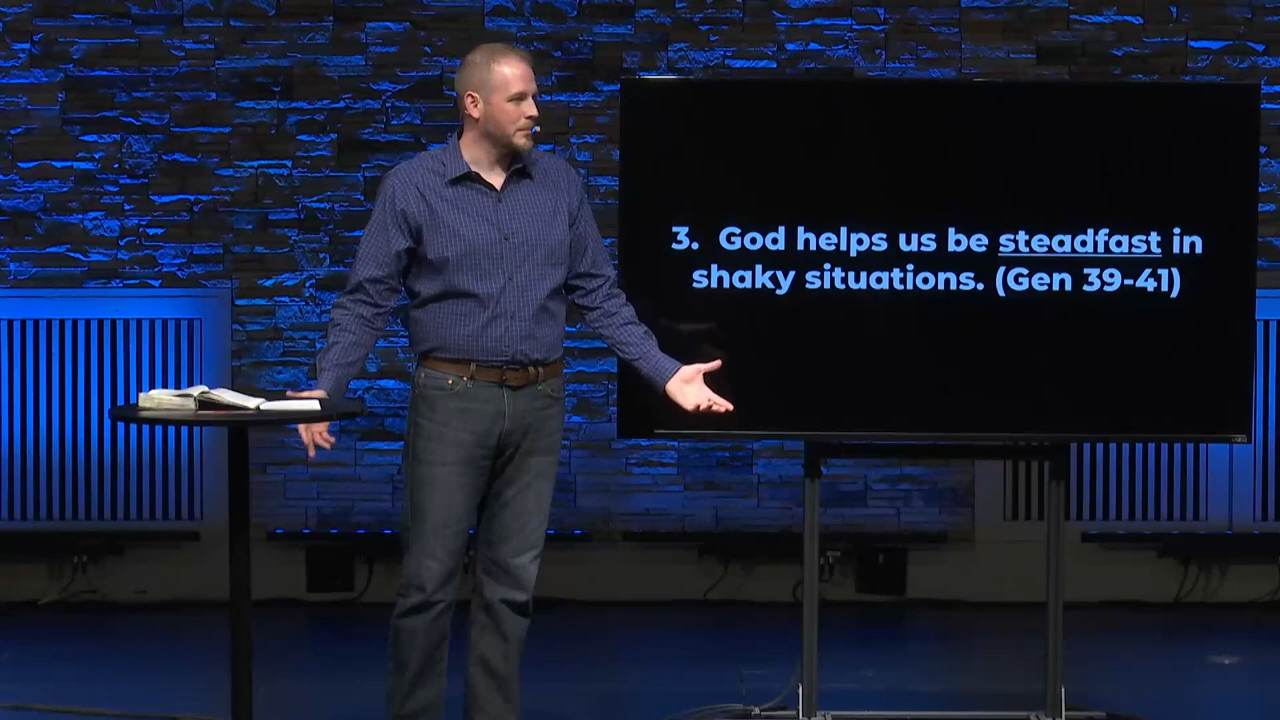 3. God helps us be steadfast in
shaky situations. (Gen 39-41)